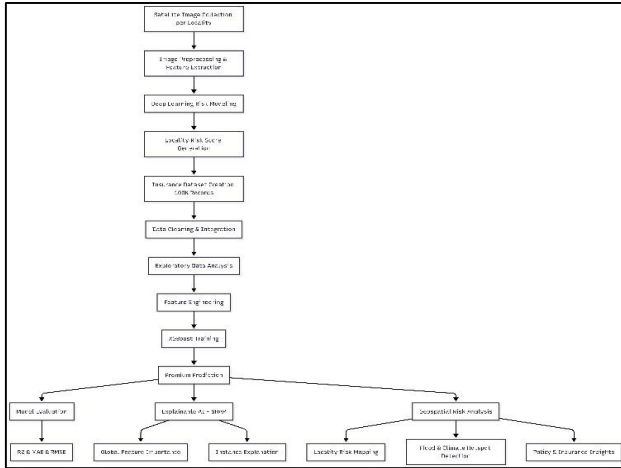 Satellite Image Collection
per Locality
Image Preprocessing &
Feature Extraction
Deep Learning Risk Modeling
Locality Risk Score
Generation
Insurance Dataset Creation
100K Records
Data Cleaning & Integration
Exploratory Data Analysis
Feature Engineering
XGBoost Training
Premium Prediction
Model Evaluation
Explainable AI - SHAP
Geospatial Risk Analysis
R2 & MAE & RMSE
Global Feature Importance
Instance Explanation
Locality Risk Mapping
Flood & Climate Hotspot
Detection
Policy & Insurance Insights